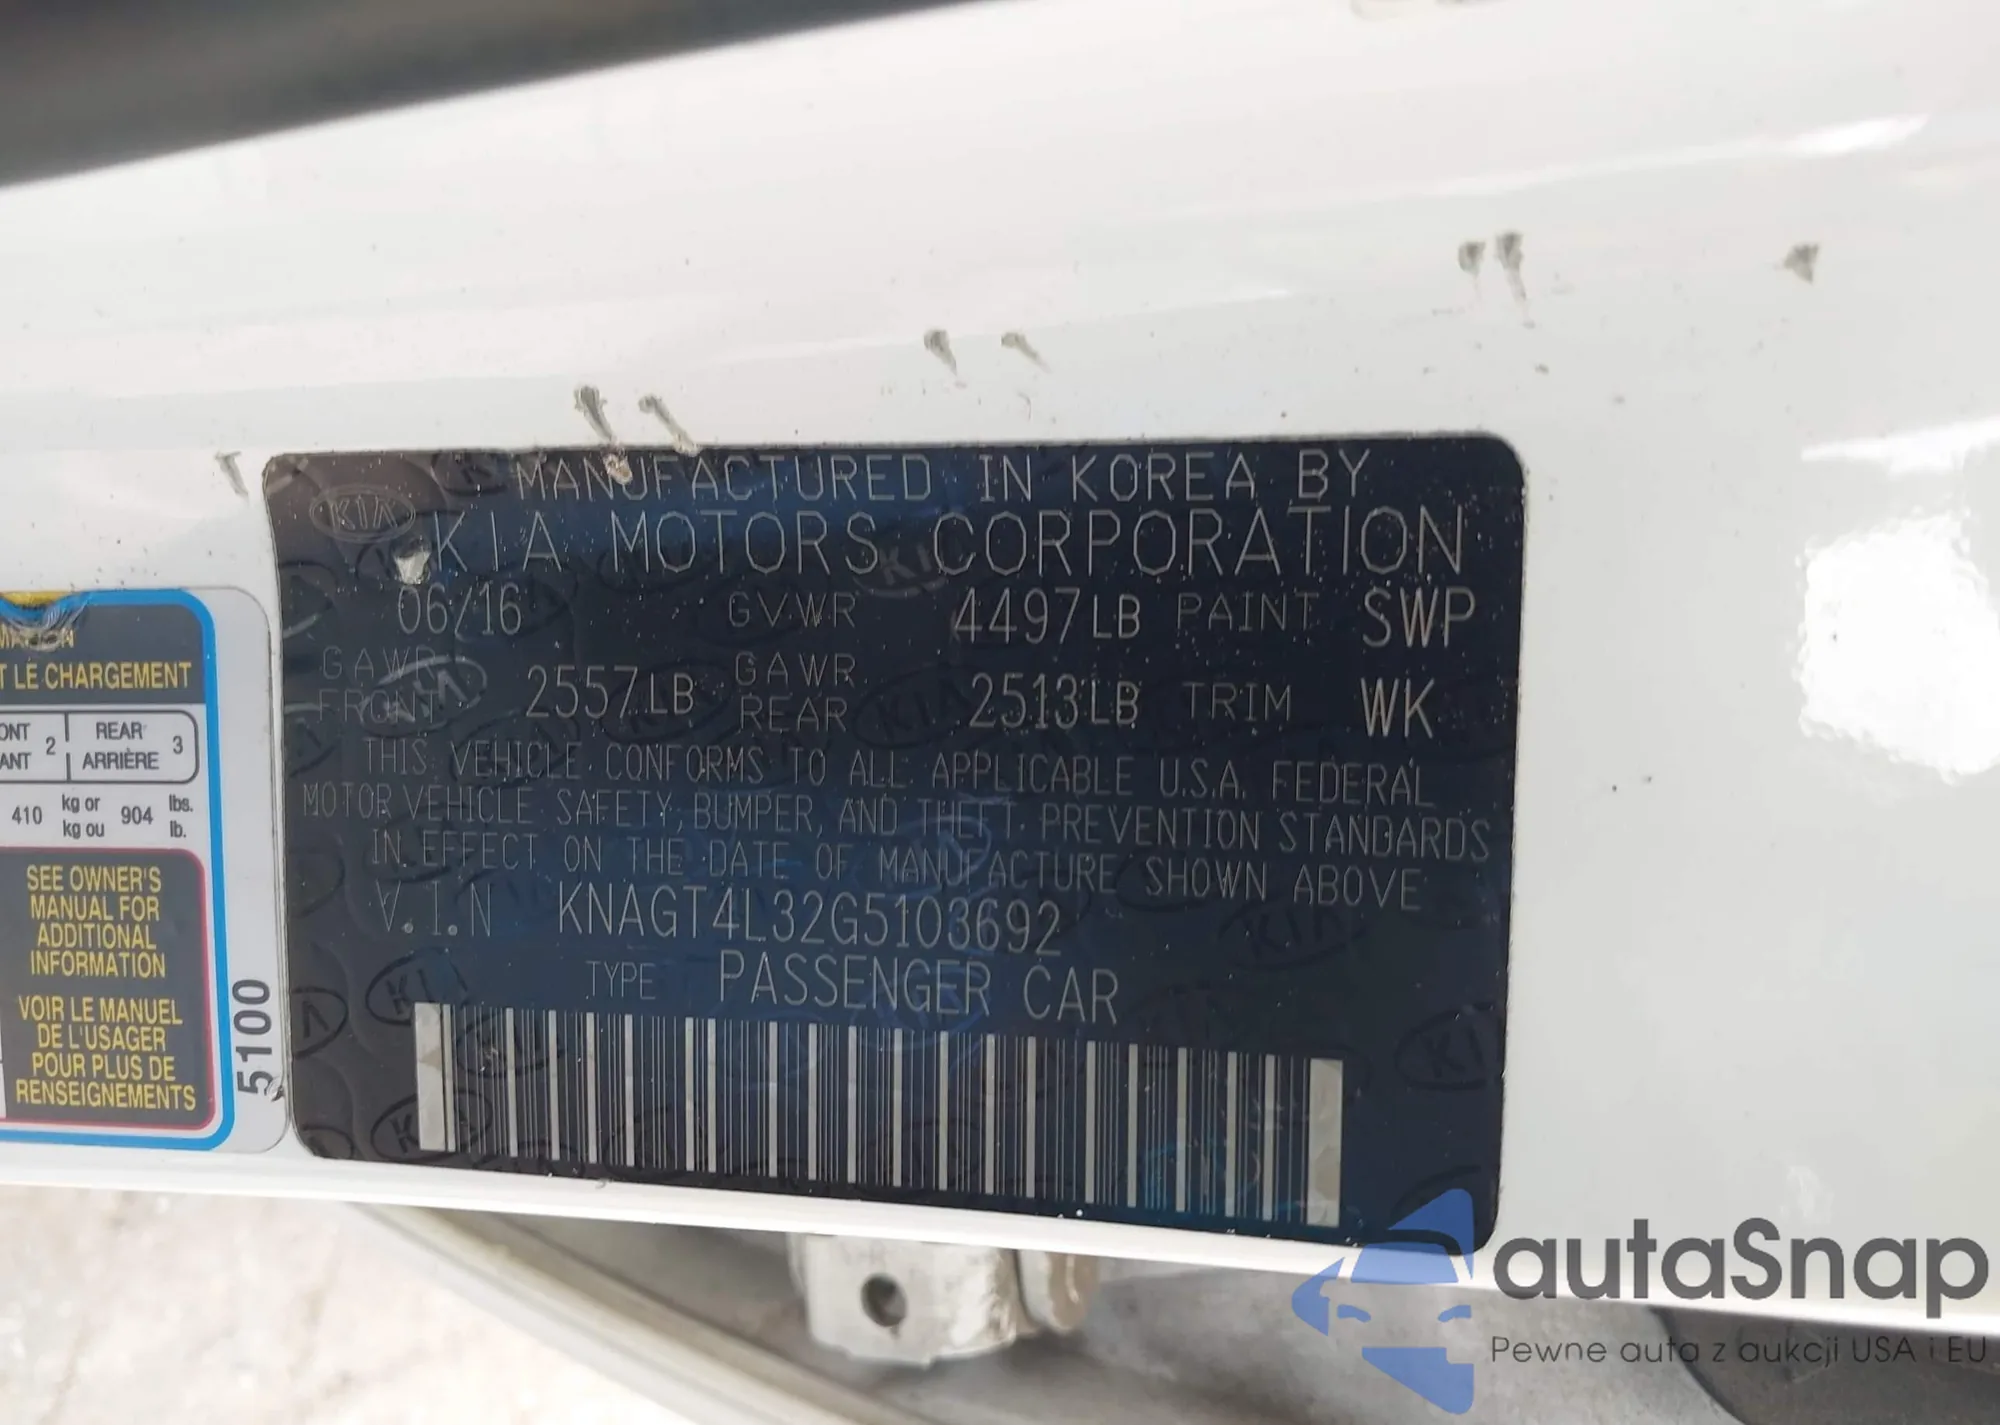 MANUFACTURED IN KOREA BY
KIA
KIA MOTORS CORPORATION
06/16 GVWR 4497LB PAINT SWP
GAWR FRONT 2557LB GAWR REAR 2513LB TRIM WK
THIS VEHICLE CONFORMS TO ALL APPLICABLE U.S.A. FEDERAL
MOTOR VEHICLE SAFETY, BUMPER, AND THEFT PREVENTION STANDARDS
IN EFFECT ON THE DATE OF MANUFACTURE SHOWN ABOVE
V.I.N KNAGT4L32G5103692
TYPE PASSENGER CAR
LE CHARGEMENT
2 REAR ARRIÈRE 3
410 kg or kg ou 904 lbs. lb.
SEE OWNER'S
MANUAL FOR
ADDITIONAL
INFORMATION
VOIR LE MANUEL
DE L'USAGER
POUR PLUS DE
RENSEIGNEMENTS
5100
autaSnap
Pewne auta z aukcji USA i EU